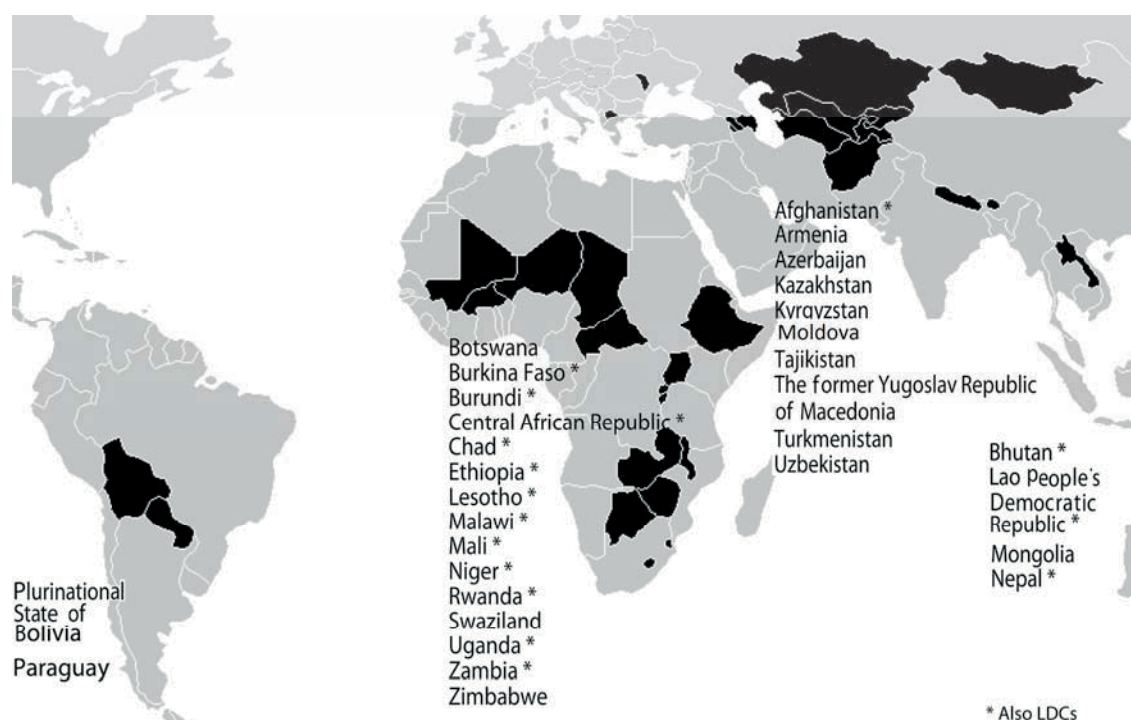 Plurinational
State of
Bolivia
Paraguay
Botswana
Burkina Faso *
Burundi *
Central African Republic *
Chad *
Ethiopia *
Lesotho *
Malawi *
Mali *
Niger *
Rwanda *
Swaziland
Uganda *
Zambia *
Zimbabwe
Afghanistan *
Armenia
Azerbaijan
Kazakhstan
Kyrgyzstan
Moldova
Tajikistan
The former Yugoslav Republic
of Macedonia
Turkmenistan
Uzbekistan
Bhutan *
Lao People's
Democratic
Republic *
Mongolia
Nepal *
* Also LDCs